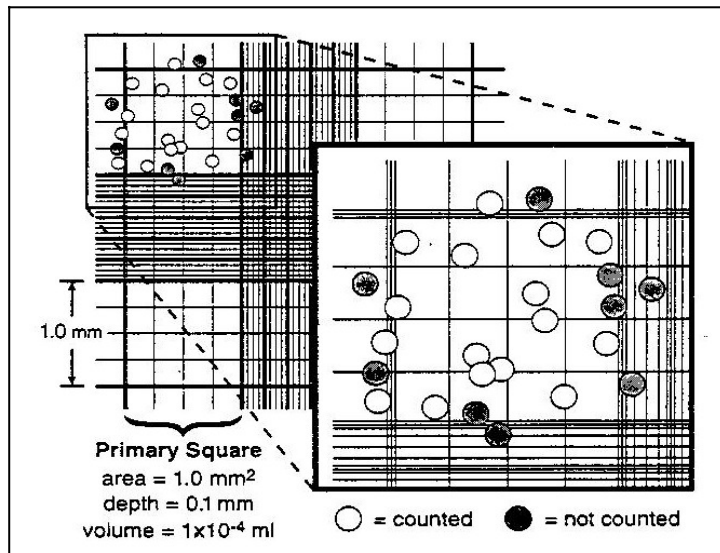 1.0 mm
Primary Square
area = 1.0 mm²
depth = 0.1 mm
volume = 1x10⁻⁴ ml
= counted
= not counted